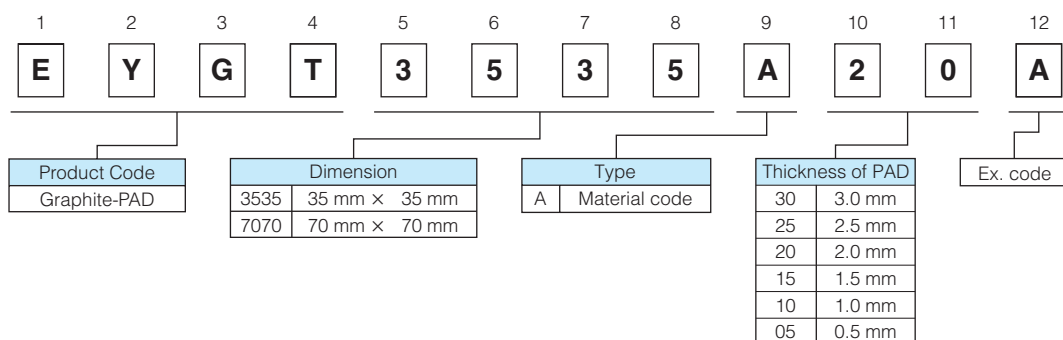 1 2 3 4 5 6 7 8 9 10 11 12
E Y G T 3 5 3 5 A 2 0 A
Product Code
Graphite-PAD
Dimension
3535 35 mm × 35 mm
7070 70 mm × 70 mm
Type
A Material code
Thickness of PAD
30 3.0 mm
25 2.5 mm
20 2.0 mm
15 1.5 mm
10 1.0 mm
05 0.5 mm
Ex. code